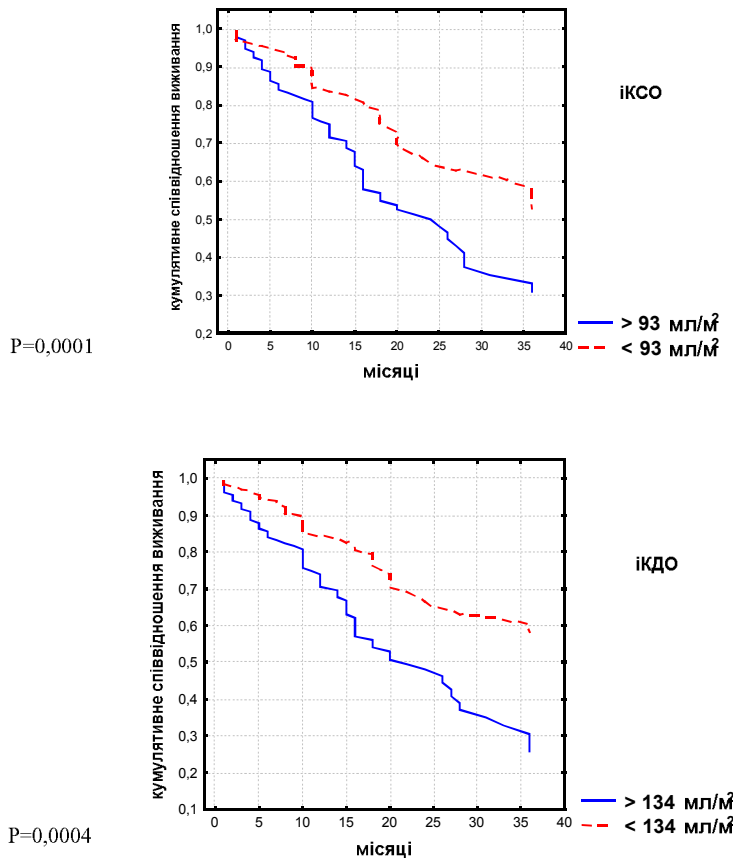 кумулятивне співвідношення виживання
1,0
0,9
0,8
0,7
0,6
0,5
0,4
0,3
0,2
0 5 10 15 20 25 30 35 40
місяці
іКСО
> 93 мл/м²
< 93 мл/м²
P=0,0001
кумулятивне співвідношення виживання
1,0
0,9
0,8
0,7
0,6
0,5
0,4
0,3
0,2
0,1
0 5 10 15 20 25 30 35 40
місяці
іКДО
> 134 мл/м²
< 134 мл/м²
P=0,0004